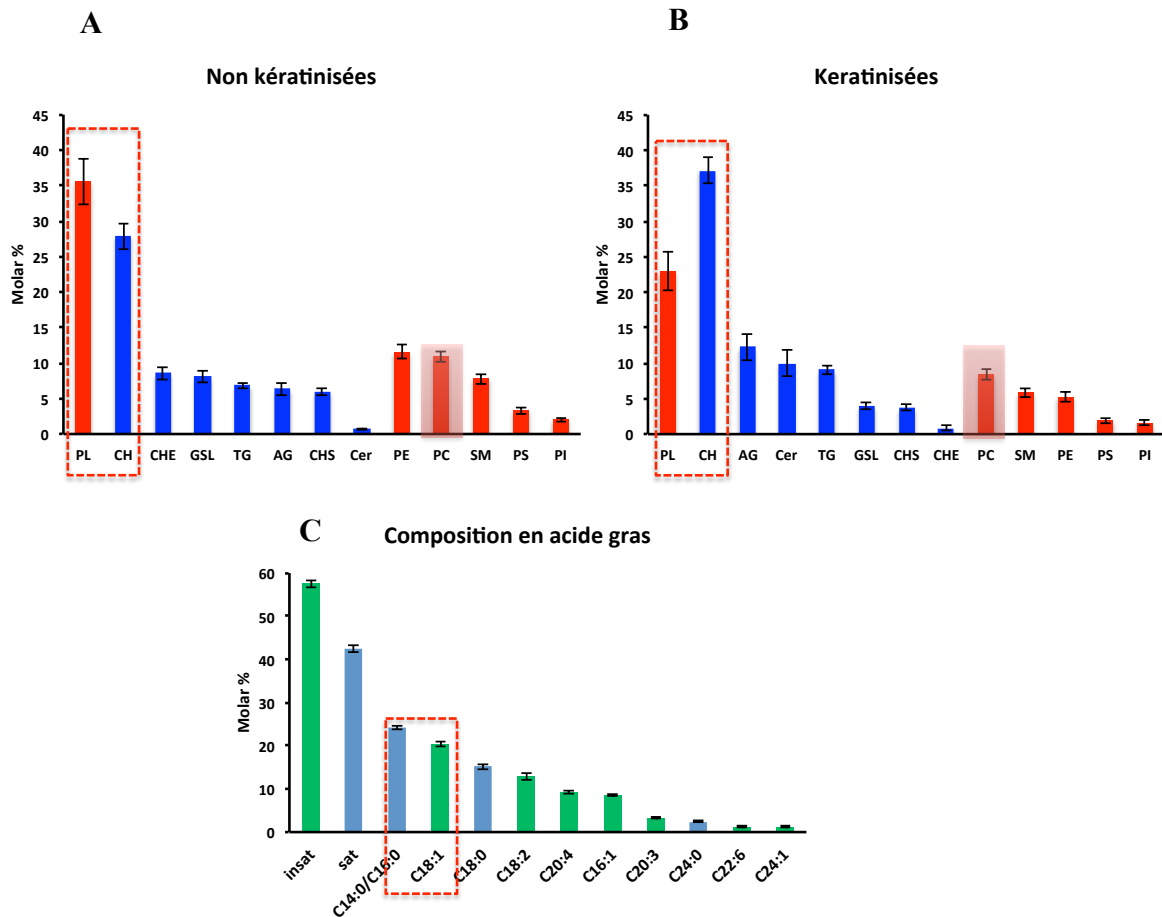 A
Non kératinisées
Molar %
45
40
35
30
25
20
15
10
5
0
PL CH CHE GSL TG AG CHS Cer PE PC SM PS PI
B
Keratinisées
Molar %
45
40
35
30
25
20
15
10
5
0
PL CH AG Cer TG GSL CHS CHE PC SM PE PS PI
C
Composition en acide gras
Molar %
60
50
40
30
20
10
0
insat sat C14:0/C16:0 C18:1 C18:0 C18:2 C20:4 C16:1 C20:3 C24:0 C22:6 C24:1